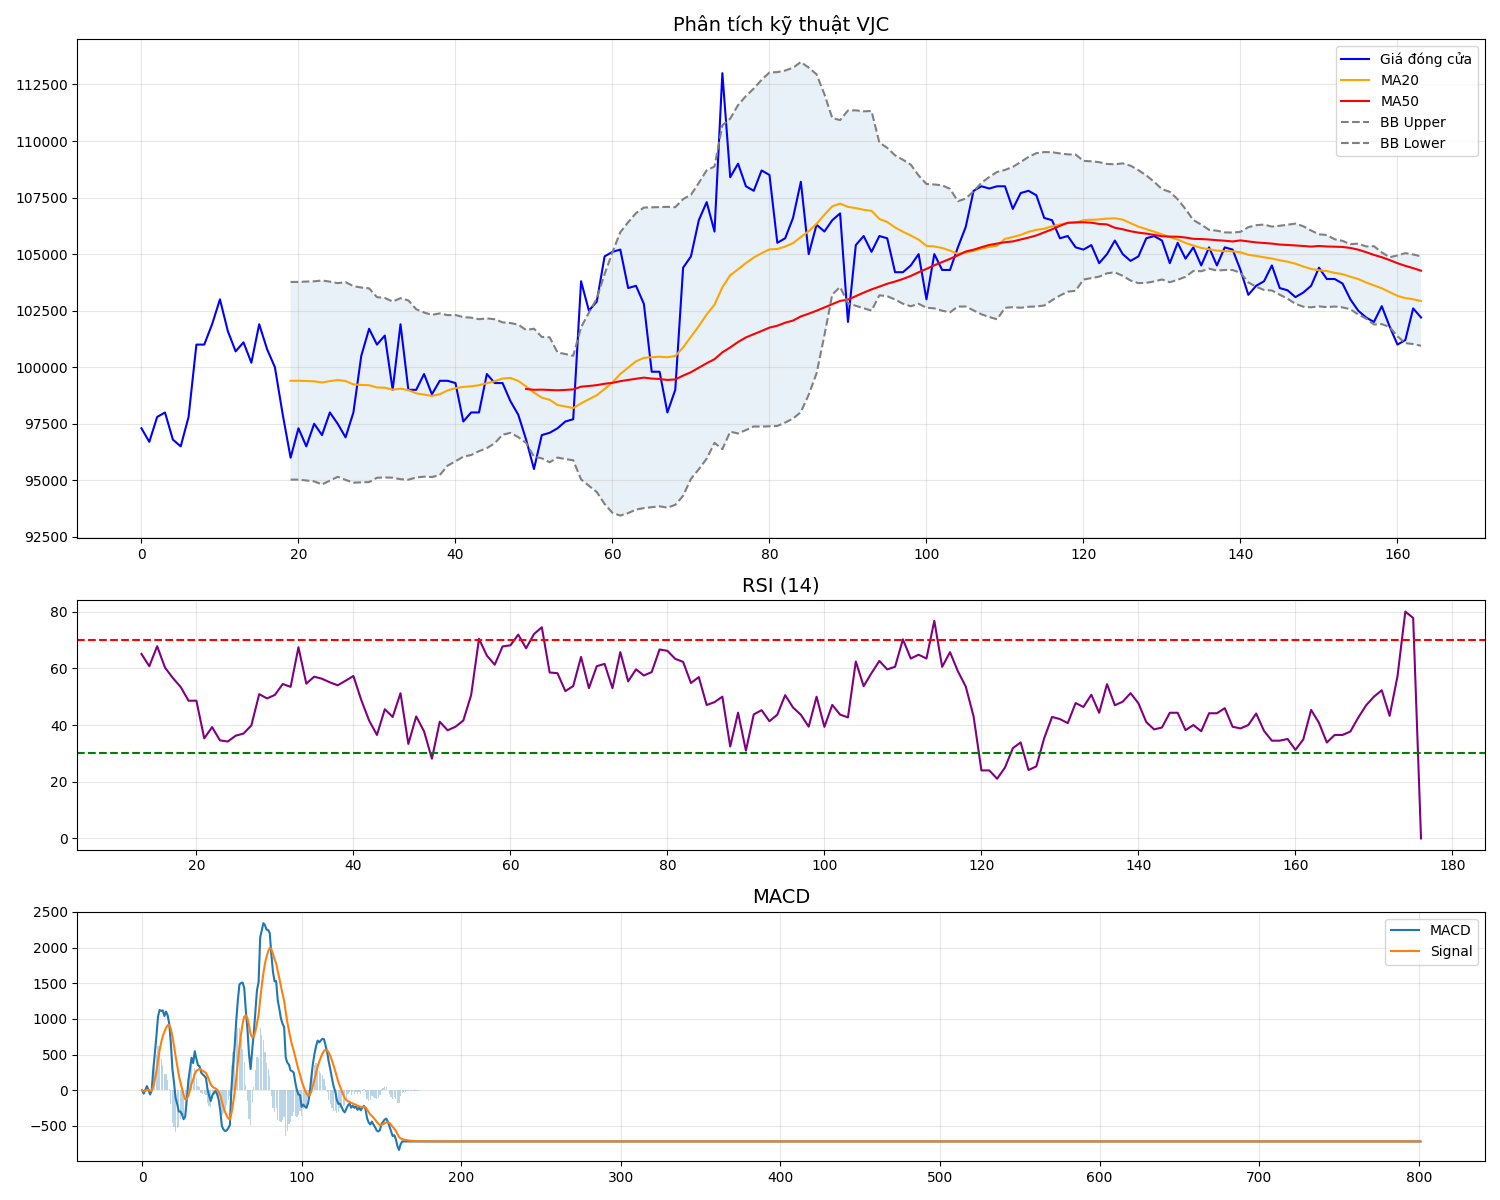 Phân tích kỹ thuật VJC
Giá đóng cửa
MA20
MA50
BB Upper
BB Lower
112500
110000
107500
105000
102500
100000
97500
95000
92500
0 20 40 60 80 100 120 140 160
RSI (14)
80
60
40
20
0
20 40 60 80 100 120 140 160 180
MACD
MACD
Signal
2500
2000
1500
1000
500
0
−500
0 100 200 300 400 500 600 700 800